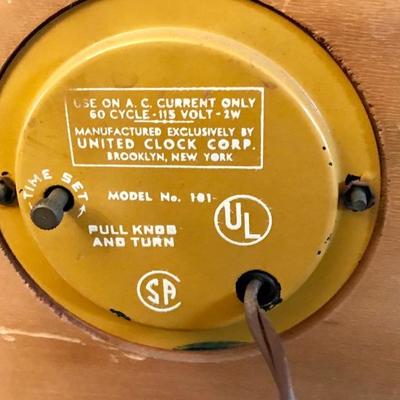 USE ON A. C. CURRENT ONLY
60 CYCLE - 115 VOLT - 2W
MANUFACTURED EXCLUSIVELY BY
UNITED CLOCK CORP.
BROOKLYN, NEW YORK
TIME SET
MODEL No. 101-
UL
PULL KNOB
AND TURN
SA